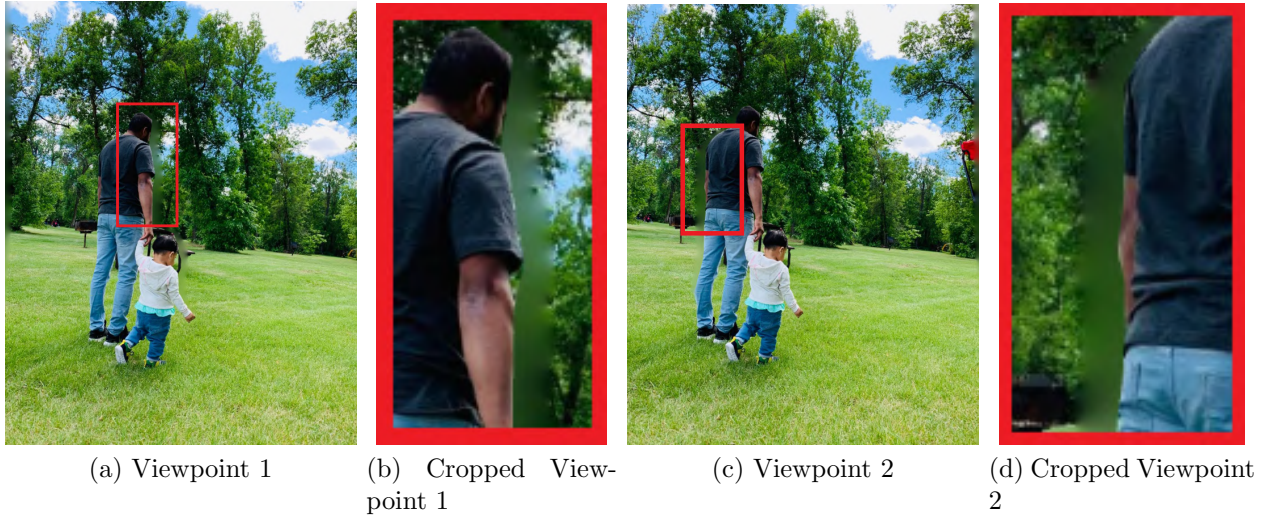 (a) Viewpoint 1
(b) Cropped View-
point 1
(c) Viewpoint 2
(d) Cropped Viewpoint
2